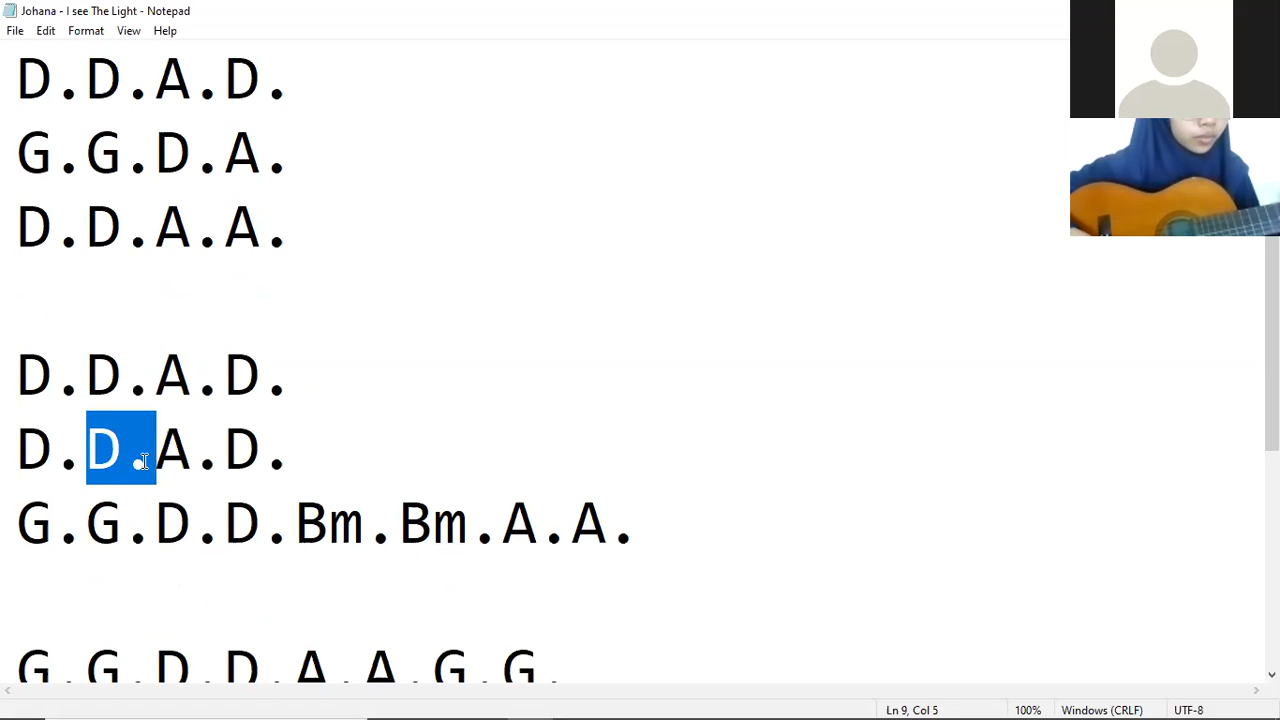 Johana - I see The Light - Notepad
File Edit Format View Help
D.D.A.D.
G.G.D.A.
D.D.A.A.
D.D.A.D.
D.D.A.D.
G.G.D.D.Bm.Bm.A.A.
G.G.D.D.A.A.G.G.
Ln 9, Col 5 100% Windows (CRLF) UTF-8